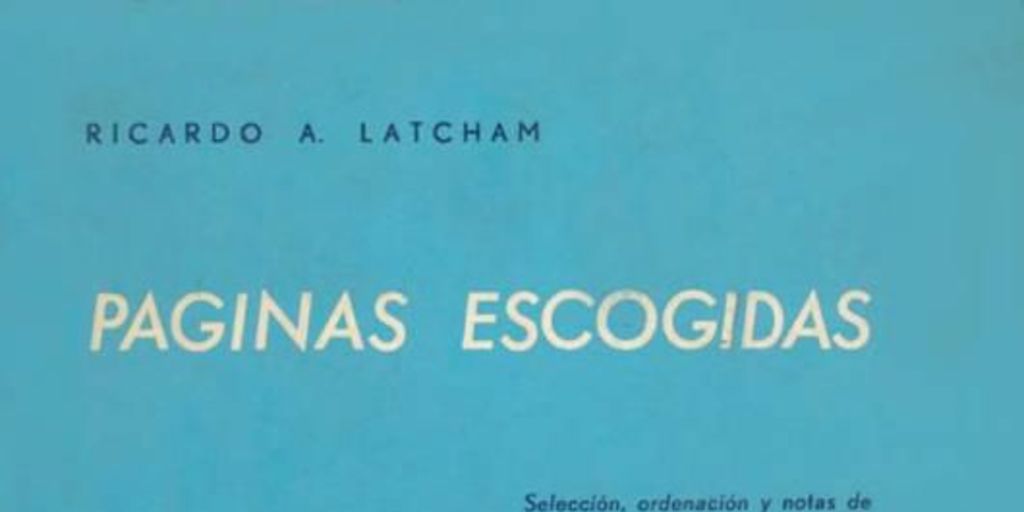 RICARDO A. LATCHAM
PAGINAS ESCOGIDAS
Selección, ordenación y notas de